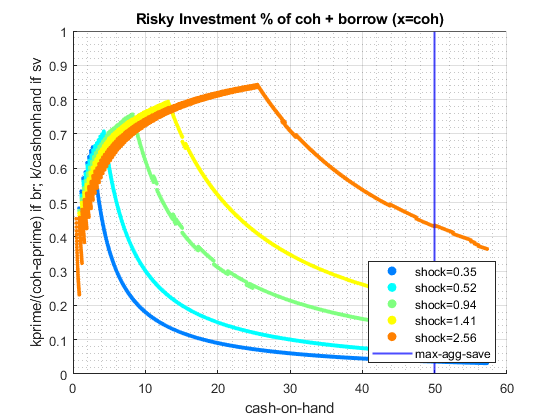 Risky Investment % of coh + borrow (x=coh)
kprime/(coh-aprime) if br; k/cashonhand if sv
1
0.9
0.8
0.7
0.6
0.5
0.4
0.3
0.2
0.1
0
0 10 20 30 40 50 60
cash-on-hand
shock=0.35
shock=0.52
shock=0.94
shock=1.41
shock=2.56
max-agg-save